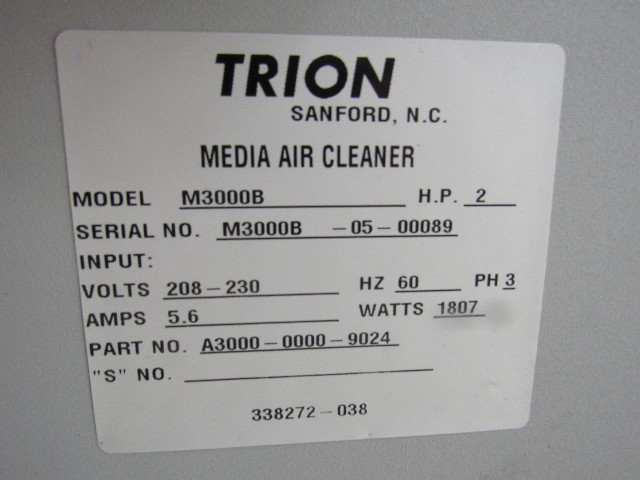 TRION
SANFORD, N.C.
MEDIA AIR CLEANER
MODEL M3000B H.P. 2
SERIAL NO. M3000B -05-00089
INPUT:
VOLTS 208-230 HZ 60 PH 3
AMPS 5.6 WATTS 1807
PART NO. A3000-0000-9024
"S" NO.
338272-038